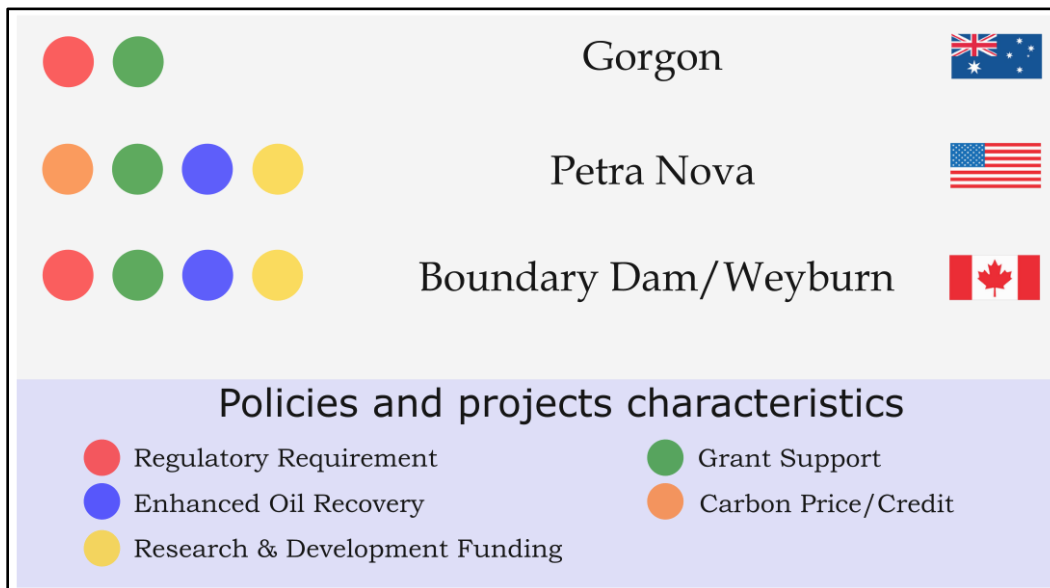 Gorgon
Petra Nova
Boundary Dam/Weyburn
Policies and projects characteristics
Regulatory Requirement
Grant Support
Enhanced Oil Recovery
Carbon Price/Credit
Research & Development Funding